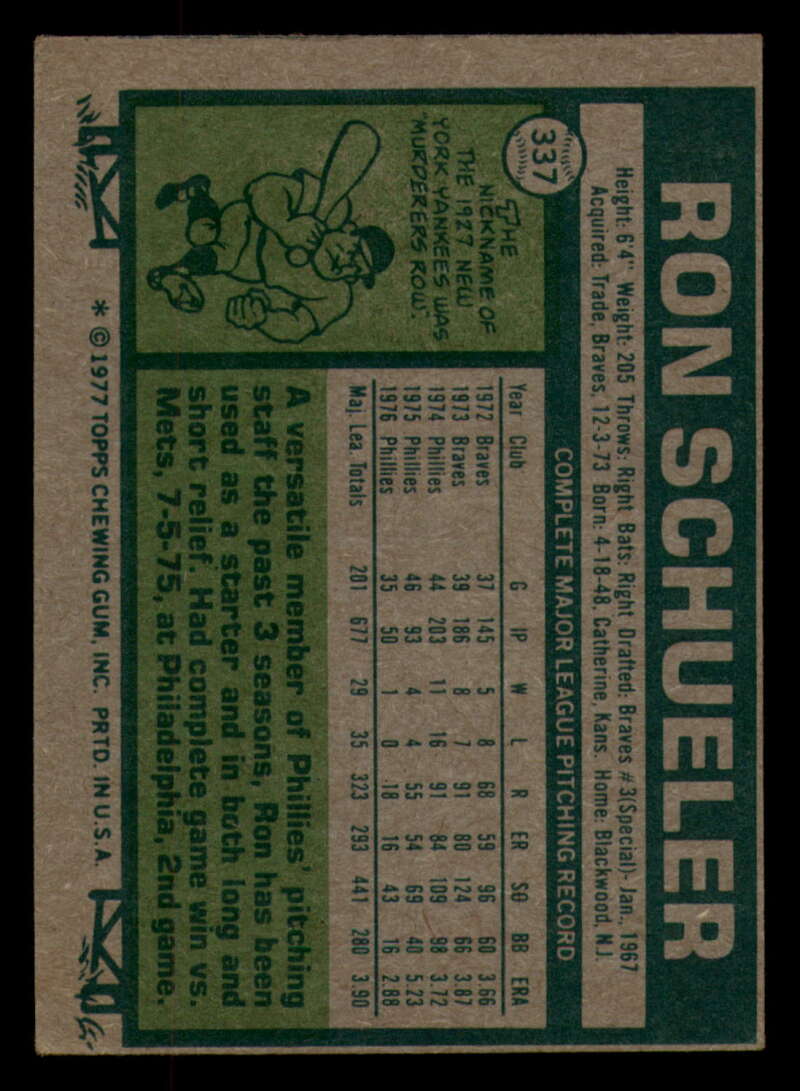 337
RON SCHUELER
Height: 6'4" Weight: 205 Throws: Right Bats: Right Drafted: Braves #3(Special)- Jan., 1967
Acquired: Trade, Braves, 12-3-73 Born: 4-18-48, Catherine, Kans. Home: Blackwood, N.J.
THE
NICKNAME OF
THE 1927 NEW
YORK YANKEES WAS
"MURDERERS ROW."
COMPLETE MAJOR LEAGUE PITCHING RECORD
Year Club G IP W L R ER SO BB ERA
1972 Braves 37 145 5 8 68 59 96 60 3.66
1973 Braves 39 186 8 7 91 80 124 66 3.87
1974 Phillies 44 203 11 16 91 84 109 98 3.72
1975 Phillies 46 93 4 4 55 54 69 40 5.23
1976 Phillies 35 50 1 0 18 16 43 16 2.88
Maj. Lea. Totals 201 677 29 35 323 293 441 280 3.90
A versatile member of Phillies' pitching
staff the past 3 seasons, Ron has been
used as a starter and in both long and
short relief. Had complete game win vs.
Mets, 7-5-75, at Philadelphia, 2nd game.
* © 1977 TOPPS CHEWING GUM, INC. PRTD. IN U.S.A.